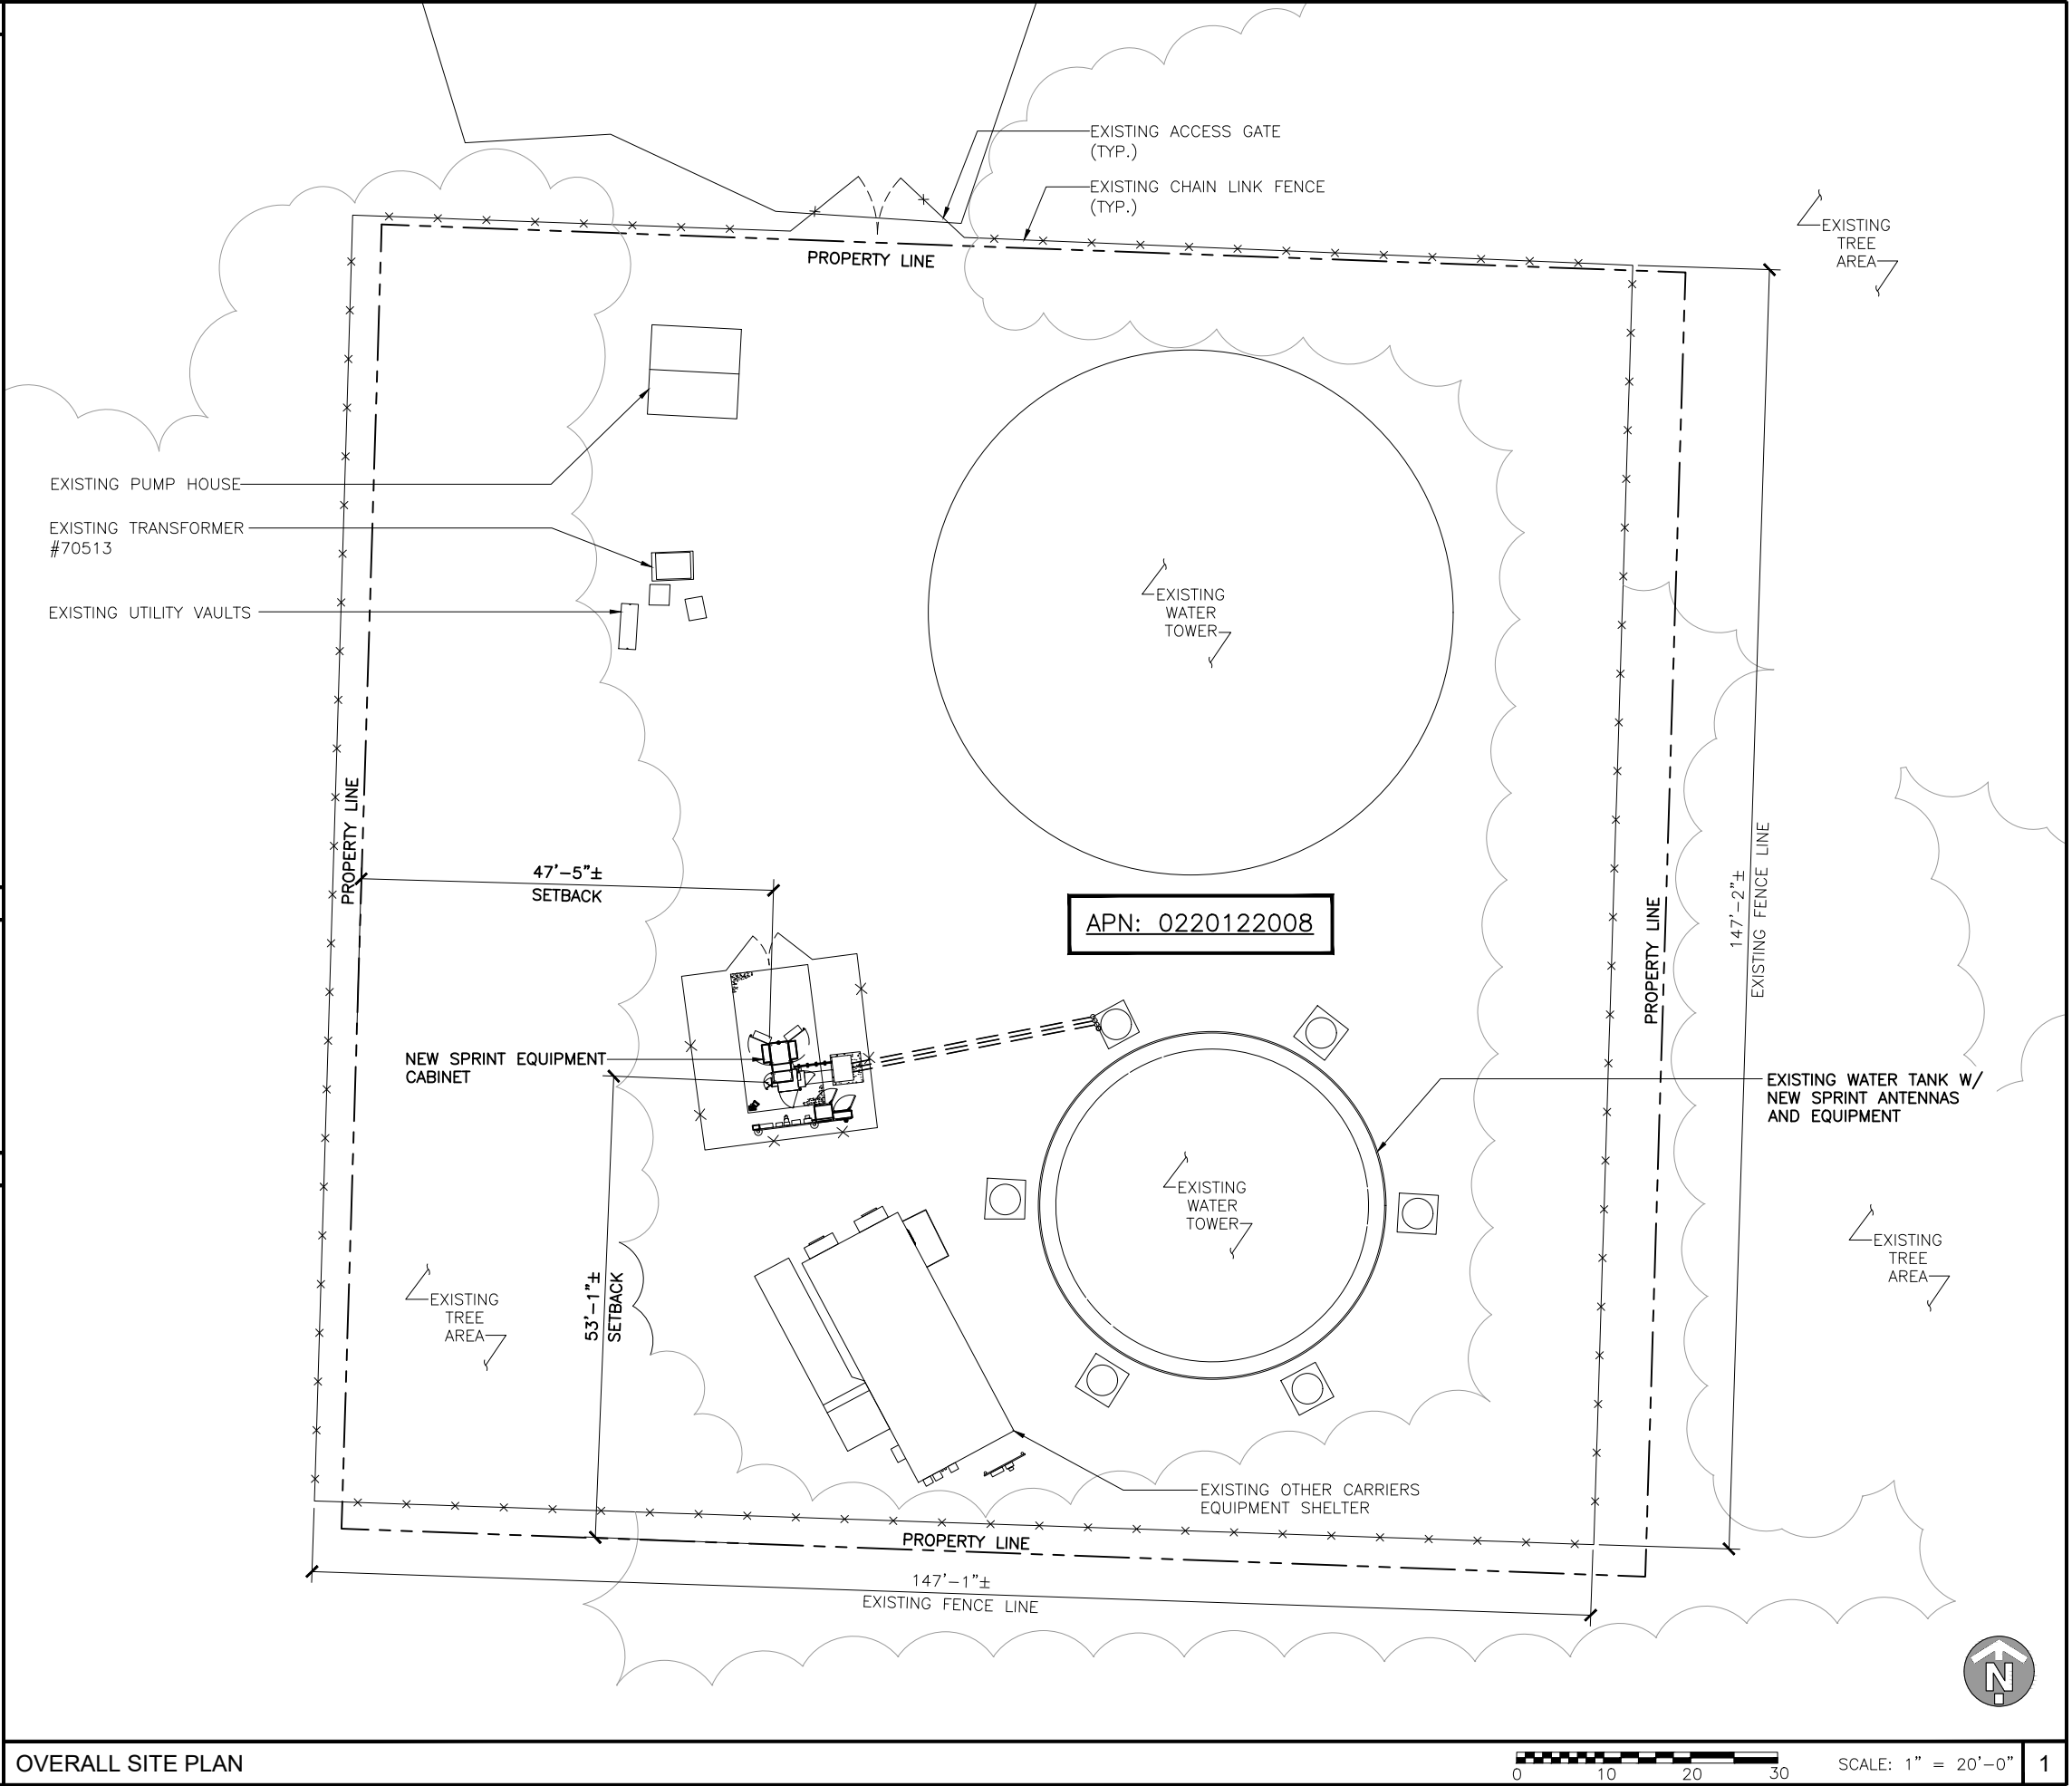 EXISTING ACCESS GATE
(TYP.)
EXISTING CHAIN LINK FENCE
(TYP.)
EXISTING
TREE
AREA
PROPERTY LINE
EXISTING PUMP HOUSE
EXISTING TRANSFORMER
#70513
EXISTING UTILITY VAULTS
EXISTING
WATER
TOWER
PROPERTY LINE
47'-5"±
SETBACK
APN: 0220122008
PROPERTY LINE
147'-2"±
EXISTING FENCE LINE
NEW SPRINT EQUIPMENT
CABINET
EXISTING WATER TANK W/
NEW SPRINT ANTENNAS
AND EQUIPMENT
EXISTING
WATER
TOWER
EXISTING
TREE
AREA
53'-1"±
SETBACK
EXISTING
TREE
AREA
EXISTING OTHER CARRIERS
EQUIPMENT SHELTER
PROPERTY LINE
147'-1"±
EXISTING FENCE LINE
N
OVERALL SITE PLAN
0 10 20 30
SCALE: 1" = 20'-0"
1